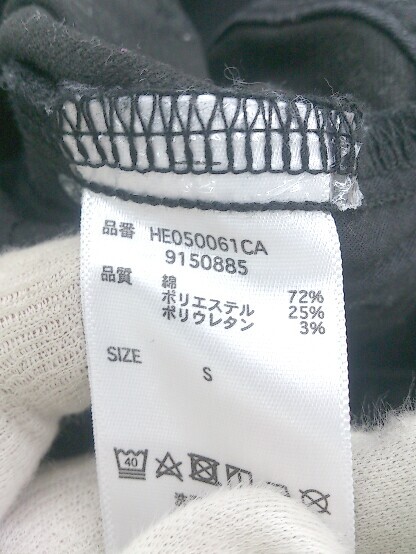 品番 HE050061CA
9150885
品質 綿 72%
ポリエステル 25%
ポリウレタン 3%
SIZE S
40
洗